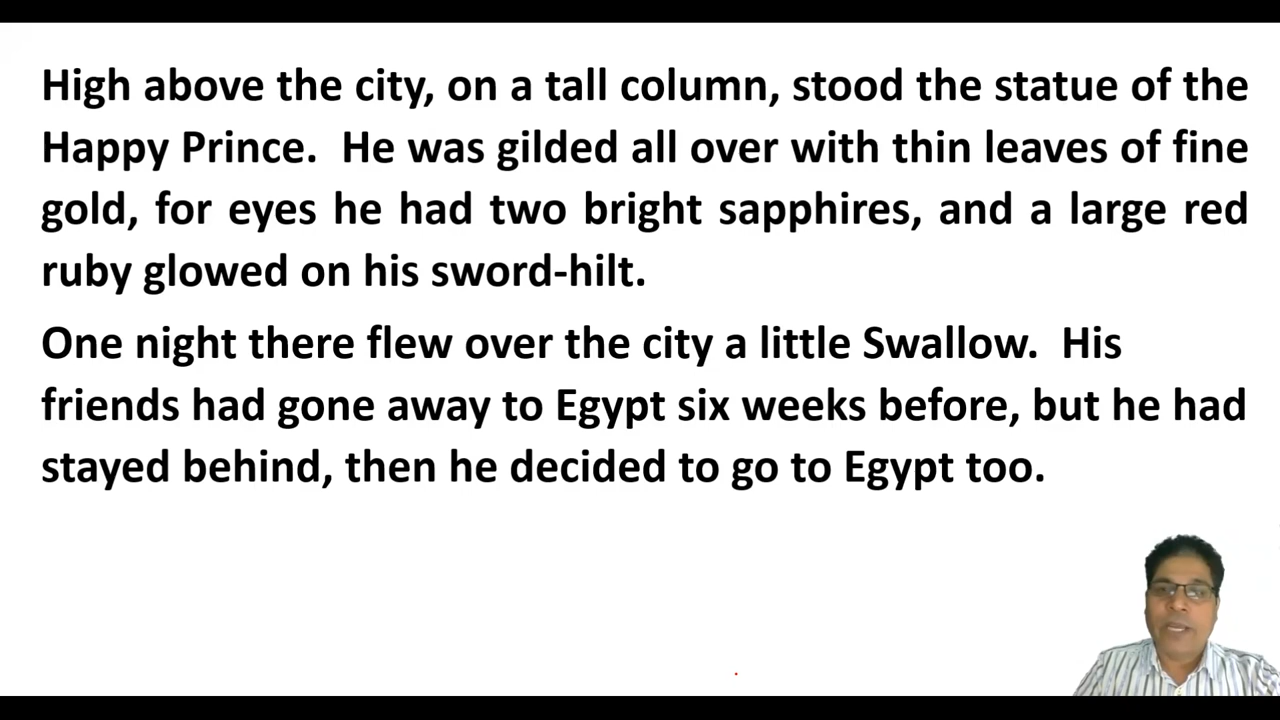 High above the city, on a tall column, stood the statue of the
Happy Prince.  He was gilded all over with thin leaves of fine
gold, for eyes he had two bright sapphires, and a large red
ruby glowed on his sword-hilt.
One night there flew over the city a little Swallow.  His
friends had gone away to Egypt six weeks before, but he had
stayed behind, then he decided to go to Egypt too.